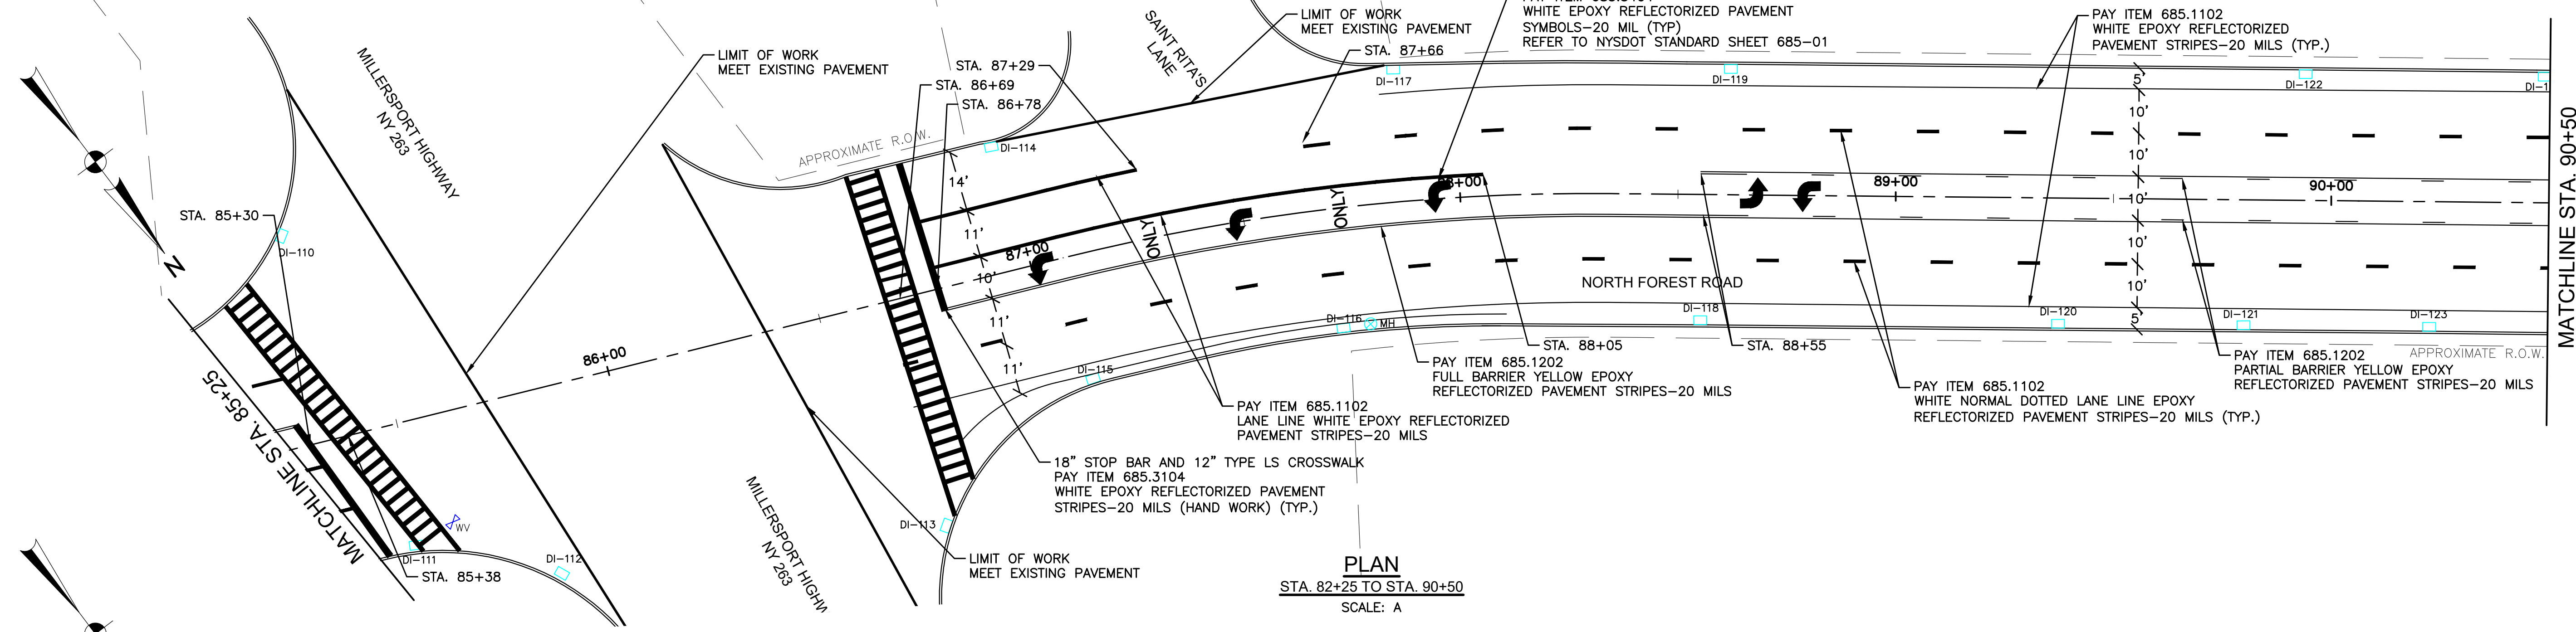 LIMIT OF WORK
MEET EXISTING PAVEMENT
MILLERSPORT HIGHWAY
NY 263
STA. 85+30
DI-110
N
MATCHLINE STA. 85+25
DI-111
STA. 85+38
WV
DI-112
86+00
STA. 87+29
STA. 86+69
STA. 86+78
APPROXIMATE R.O.W.
DI-114
SAINT RITA'S
LANE
LIMIT OF WORK
MEET EXISTING PAVEMENT
STA. 87+66
DI-117
WHITE EPOXY REFLECTORIZED PAVEMENT
SYMBOLS-20 MIL (TYP)
REFER TO NYSDOT STANDARD SHEET 685-01
DI-119
PAY ITEM 685.1102
WHITE EPOXY REFLECTORIZED
PAVEMENT STRIPES-20 MILS (TYP.)
DI-122
5'
10'
10'
10'
10'
10'
5'
14'
11'
10'
11'
11'
87+00
ONLY
ONLY
89+00
90+00
MATCHLINE STA. 90+50
NORTH FOREST ROAD
DI-115
DI-116
MH
DI-118
DI-120
DI-121
DI-123
APPROXIMATE R.O.W.
STA. 88+05
STA. 88+55
PAY ITEM 685.1202
FULL BARRIER YELLOW EPOXY
REFLECTORIZED PAVEMENT STRIPES-20 MILS
PAY ITEM 685.1202
PARTIAL BARRIER YELLOW EPOXY
REFLECTORIZED PAVEMENT STRIPES-20 MILS
PAY ITEM 685.1102
WHITE NORMAL DOTTED LANE LINE EPOXY
REFLECTORIZED PAVEMENT STRIPES-20 MILS (TYP.)
PAY ITEM 685.1102
LANE LINE WHITE EPOXY REFLECTORIZED
PAVEMENT STRIPES-20 MILS
18" STOP BAR AND 12" TYPE LS CROSSWALK
PAY ITEM 685.3104
WHITE EPOXY REFLECTORIZED PAVEMENT
STRIPES-20 MILS (HAND WORK) (TYP.)
DI-113
MILLERSPORT
NY 263
LIMIT OF WORK
MEET EXISTING PAVEMENT
PLAN
STA. 82+25 TO STA. 90+50
SCALE: A